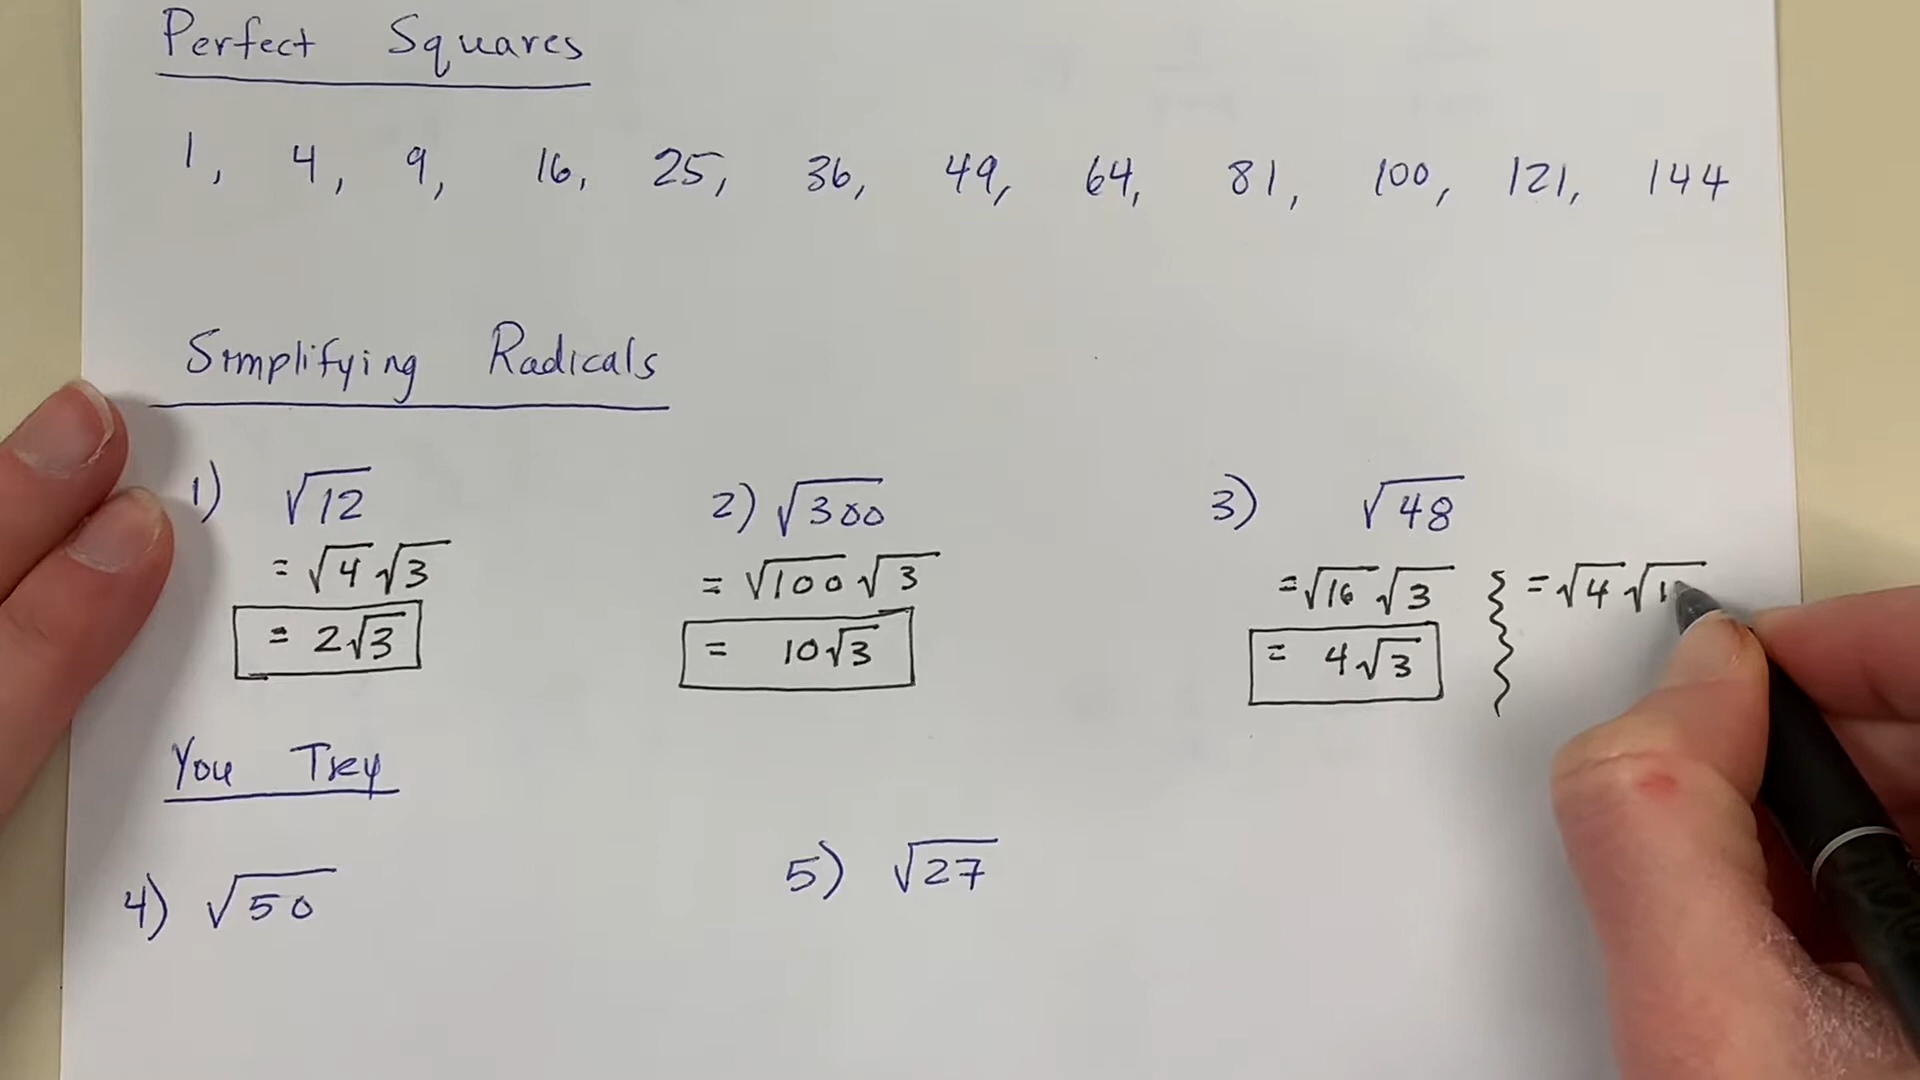 Perfect Squares
1, 4, 9, 16, 25, 36, 49, 64, 81, 100, 121, 144
Simplifying Radicals
1) √12
= √4 √3
= 2√3
2) √300
= √100 √3
= 10√3
3) √48
= √16 √3
= 4√3
= √4 √1
You Try
4) √50
5) √27